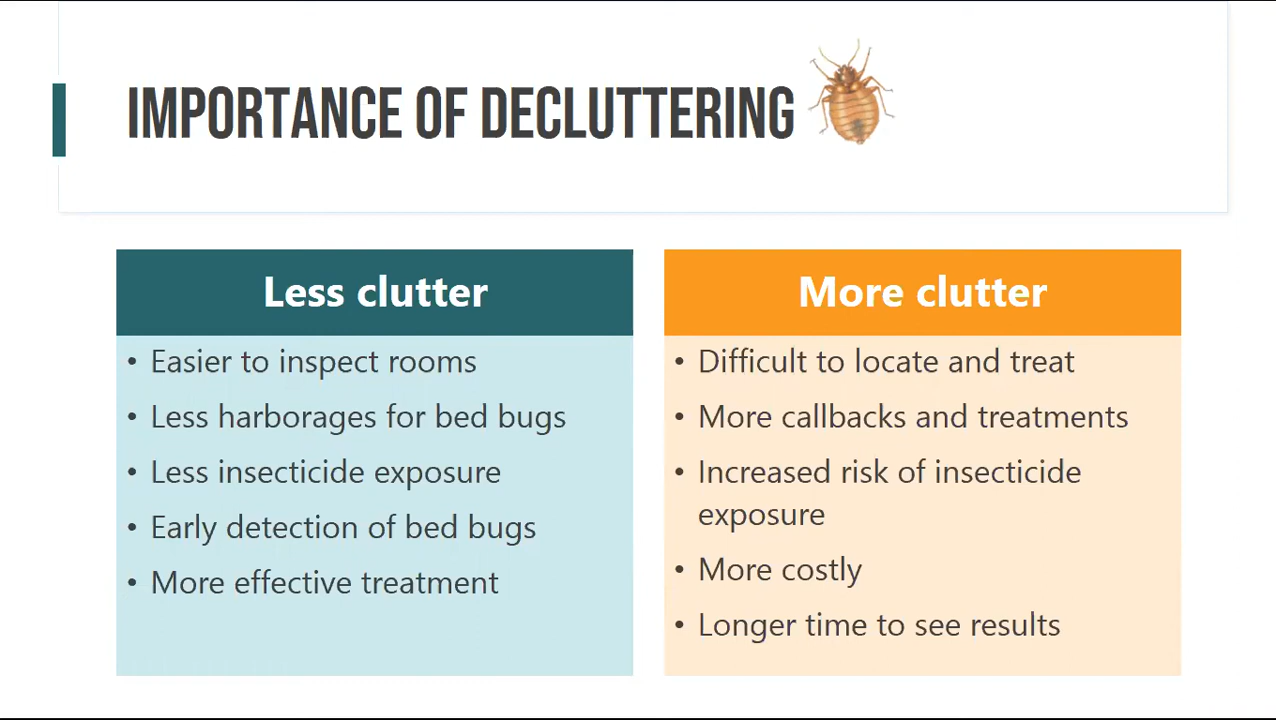 IMPORTANCE OF DECLUTTERING
Less clutter
• Easier to inspect rooms
• Less harborages for bed bugs
• Less insecticide exposure
• Early detection of bed bugs
• More effective treatment
More clutter
• Difficult to locate and treat
• More callbacks and treatments
• Increased risk of insecticide
exposure
• More costly
• Longer time to see results